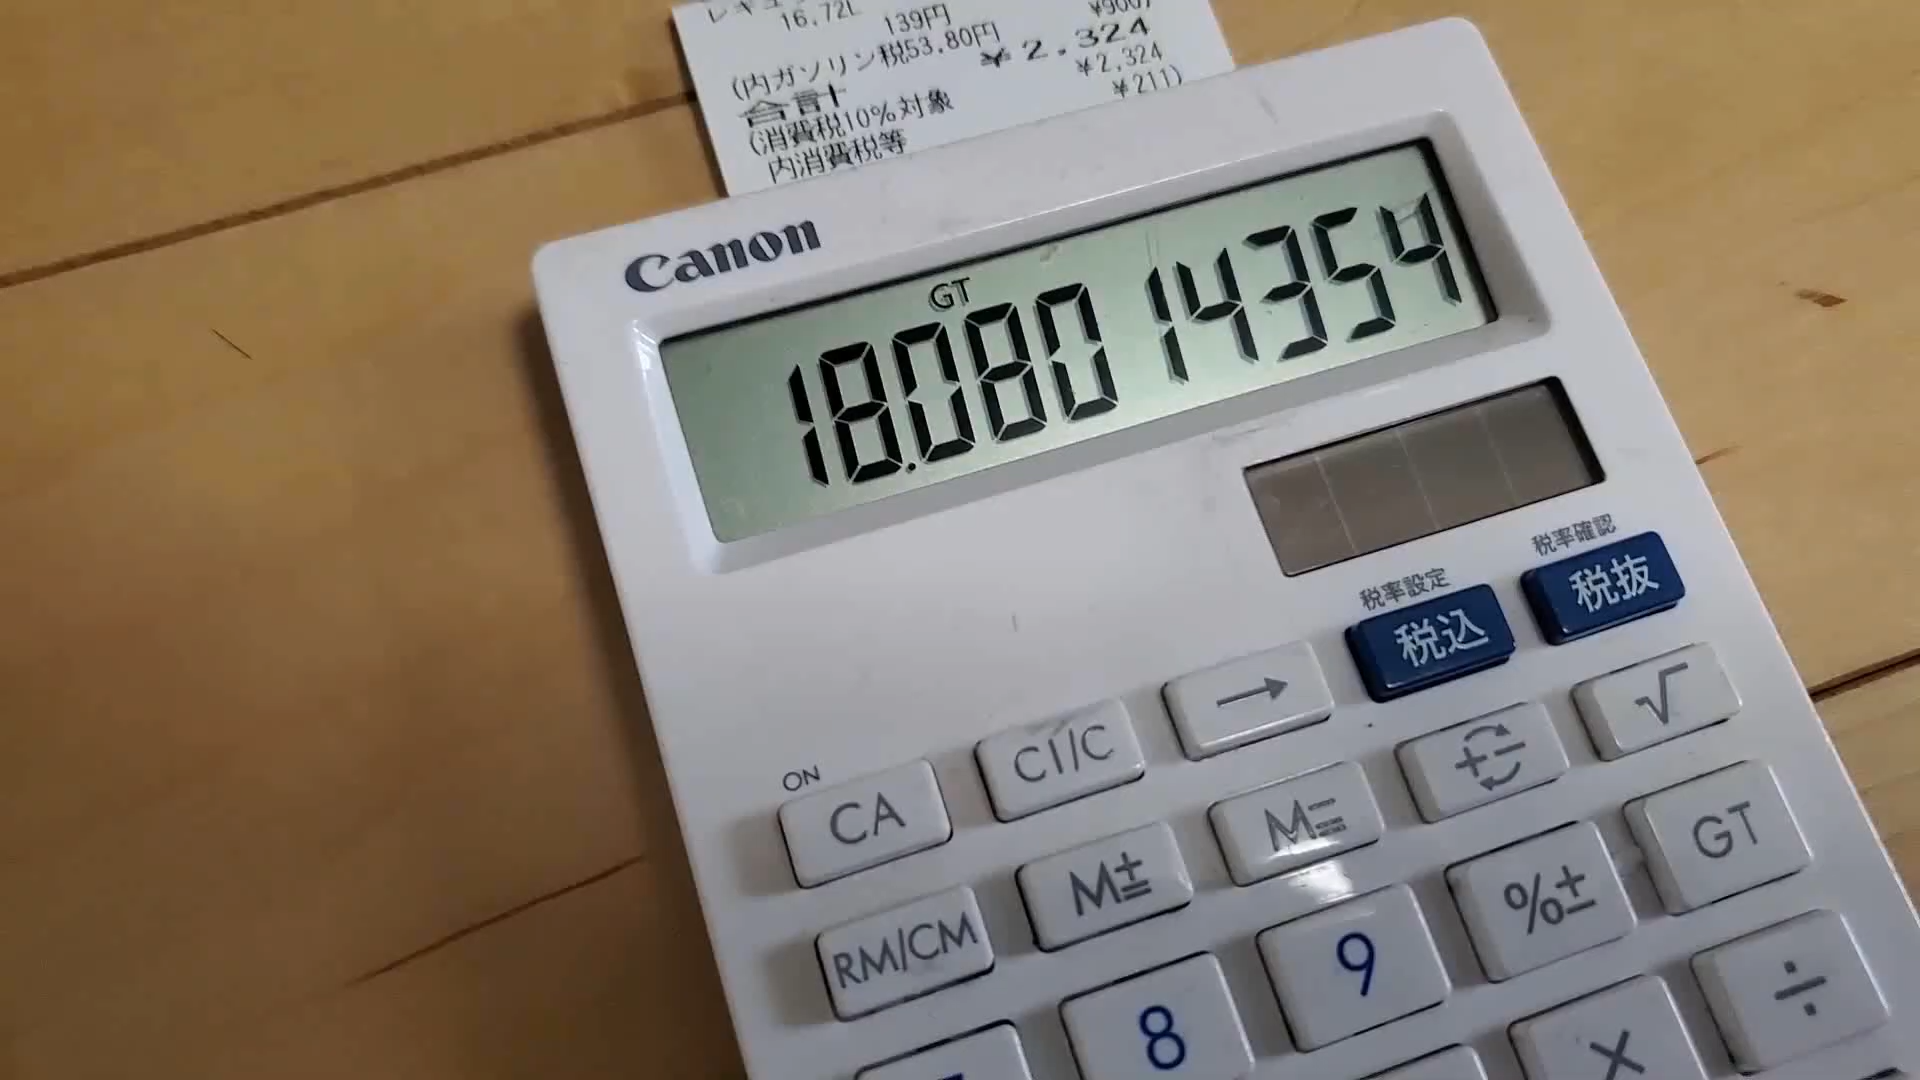 16.72L 139円 ¥900)
(内ガソリン税53.80円
合計 ¥2,324
(消費税10%対象 ¥2,324
内消費税等 ¥211)
Canon
GT
18.08014354
税率設定 税率確認
税込 税抜
ON
CA CI/C → √
RM/CM M± M= %± GT
8 9 × ÷